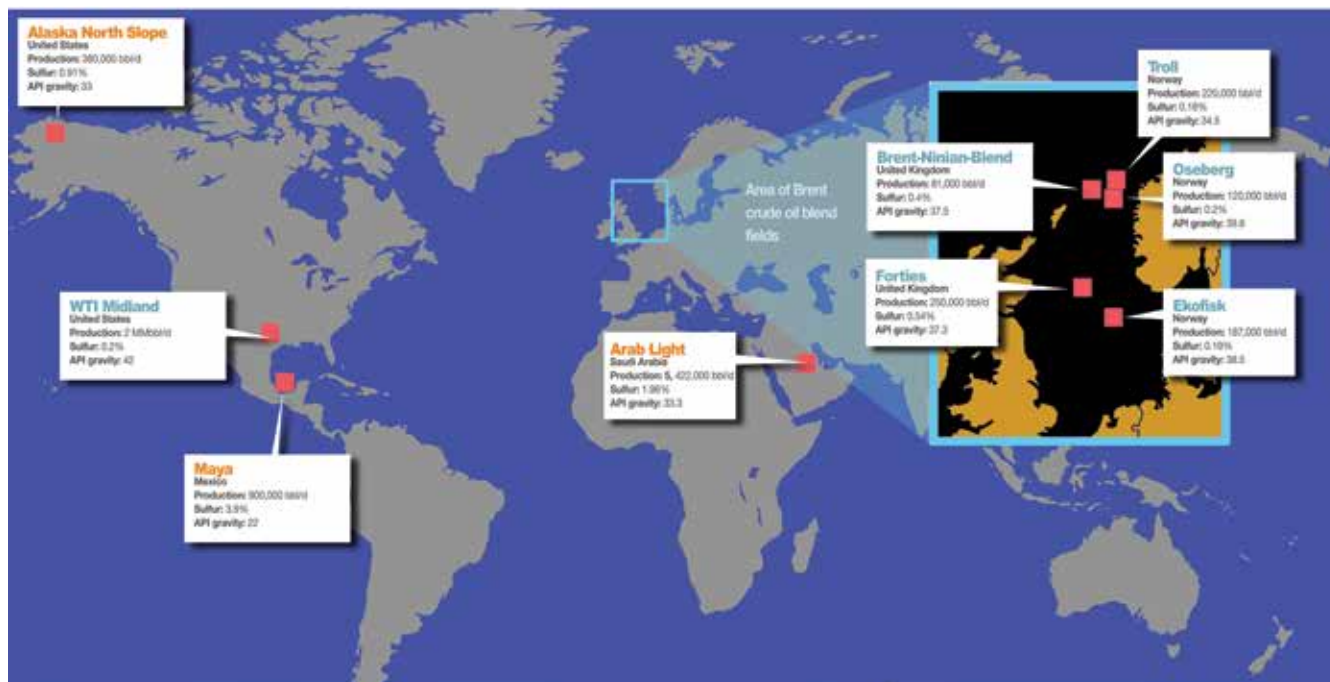 Alaska North Slope
United States
Production: 380,000 bbl/d
Sulfur: 0.91%
API gravity: 33
Troll
Norway
Production: 220,000 bbl/d
Sulfur: 0.16%
API gravity: 34.5
Brent-Ninian-Blend
United Kingdom
Production: 81,000 bbl/d
Sulfur: 0.4%
API gravity: 37.5
Oseberg
Norway
Production: 120,000 bbl/d
Sulfur: 0.2%
API gravity: 39.6
Area of Brent
crude oil blend
fields
Forties
United Kingdom
Production: 250,000 bbl/d
Sulfur: 0.54%
API gravity: 37.3
Ekofisk
Norway
Production: 187,000 bbl/d
Sulfur: 0.19%
API gravity: 38.5
WTI Midland
United States
Production: 2 MMbbl/d
Sulfur: 0.2%
API gravity: 42
Arab Light
Saudi Arabia
Production: 5, 422,000 bbl/d
Sulfur: 1.96%
API gravity: 33.3
Maya
Mexico
Production: 900,000 bbl/d
Sulfur: 3.9%
API gravity: 22